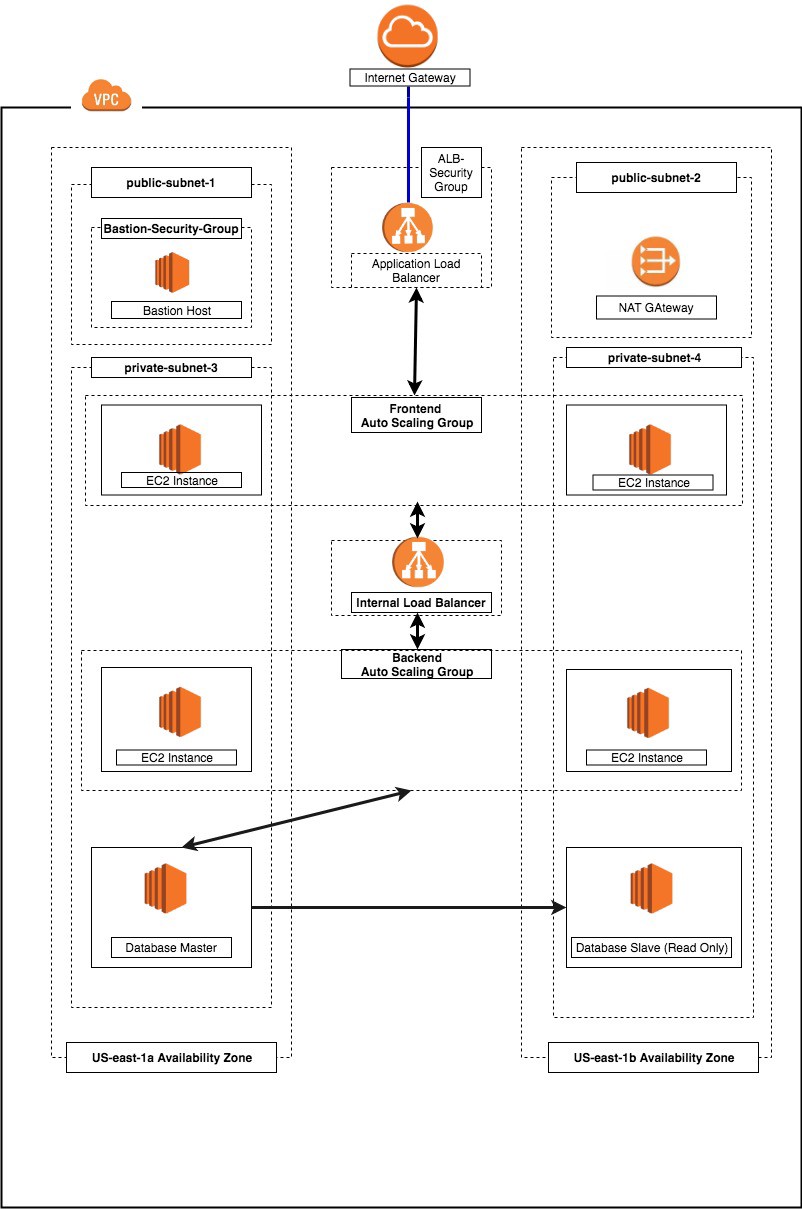 Internet Gateway
VPC
ALB-
Security
Group
public-subnet-1
public-subnet-2
Bastion-Security-Group
Application Load
Balancer
Bastion Host
NAT GAteway
private-subnet-3
private-subnet-4
Frontend
Auto Scaling Group
EC2 Instance
EC2 Instance
Internal Load Balancer
Backend
Auto Scaling Group
EC2 Instance
EC2 Instance
Database Master
Database Slave (Read Only)
US-east-1a Availability Zone
US-east-1b Availability Zone